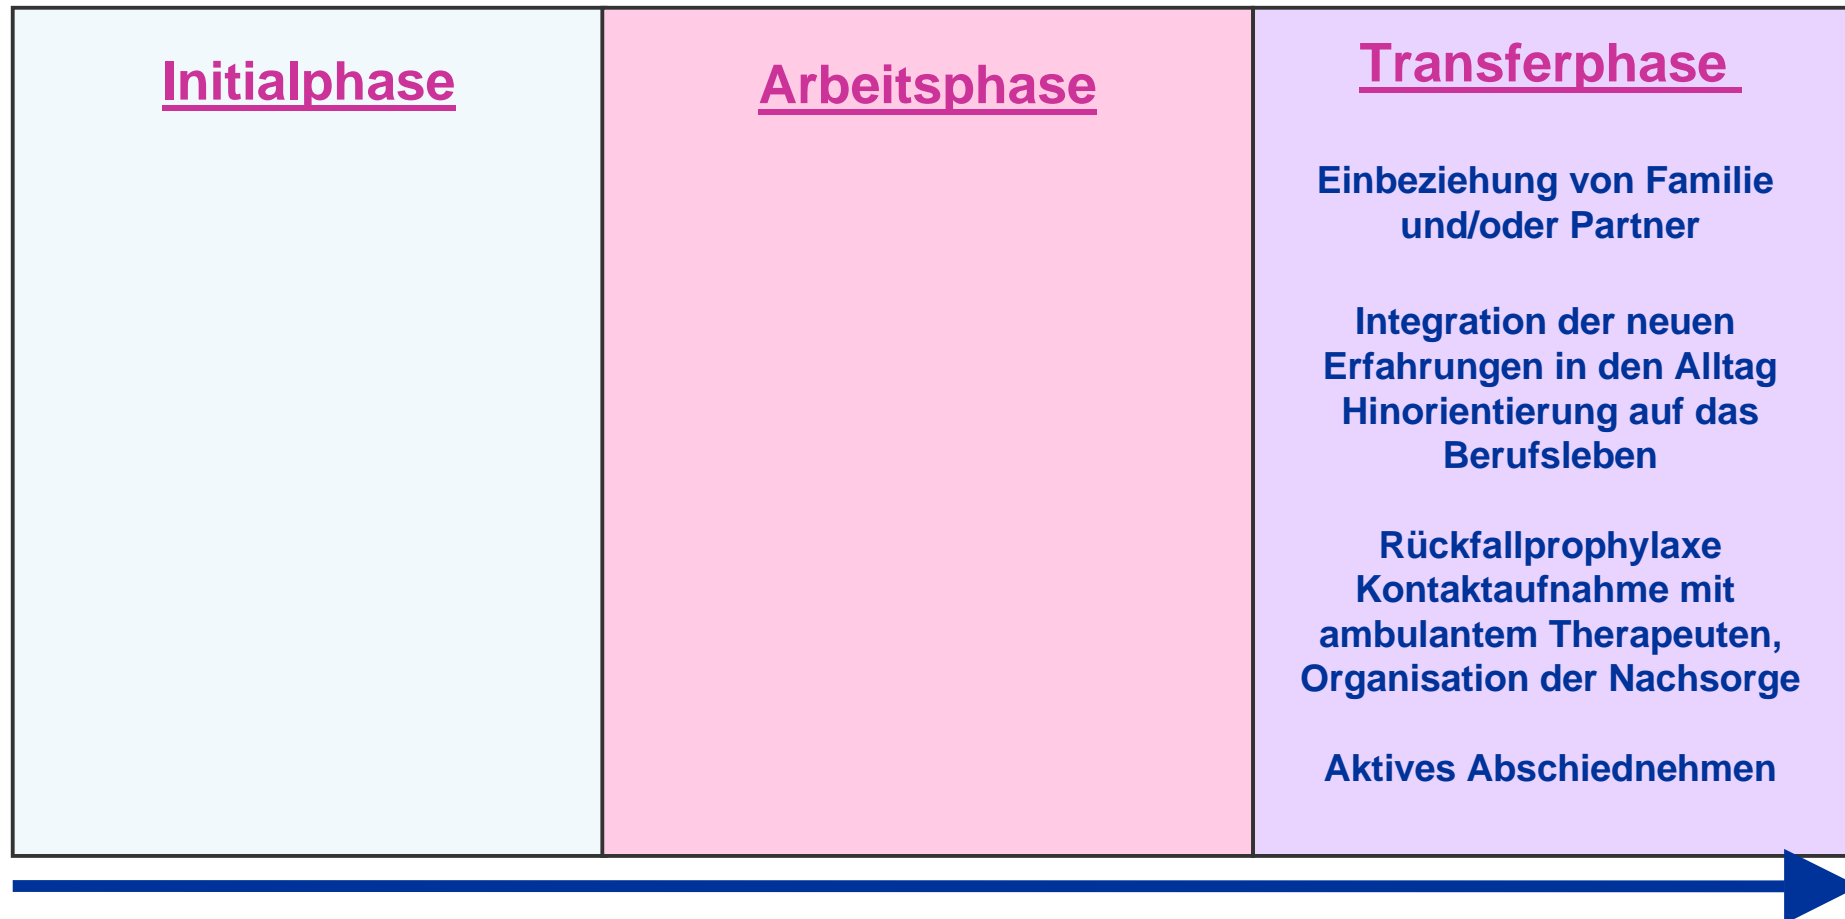 Initialphase
Arbeitsphase
Transferphase
Einbeziehung von Familie
und/oder Partner
Integration der neuen
Erfahrungen in den Alltag
Hinorientierung auf das
Berufsleben
Rückfallprophylaxe
Kontaktaufnahme mit
ambulantem Therapeuten,
Organisation der Nachsorge
Aktives Abschiednehmen